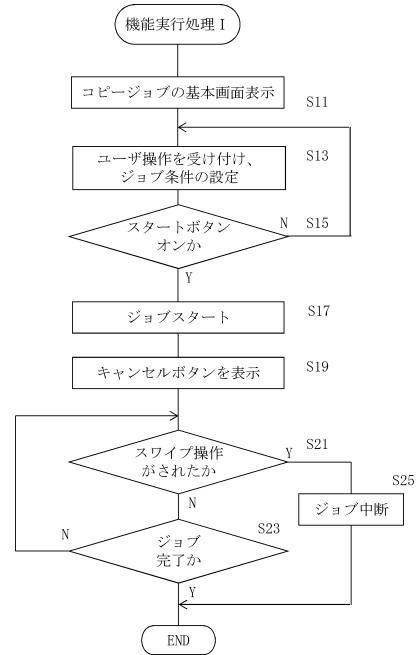 機能実行処理Ⅰ
コピージョブの基本画面表示
S11
ユーザ操作を受け付け、
ジョブ条件の設定
S13
スタートボタン
オンか
N
S15
Y
ジョブスタート
S17
キャンセルボタンを表示
S19
スワイプ操作
がされたか
Y
S21
N
ジョブ中断
S25
ジョブ
完了か
N
S23
Y
END